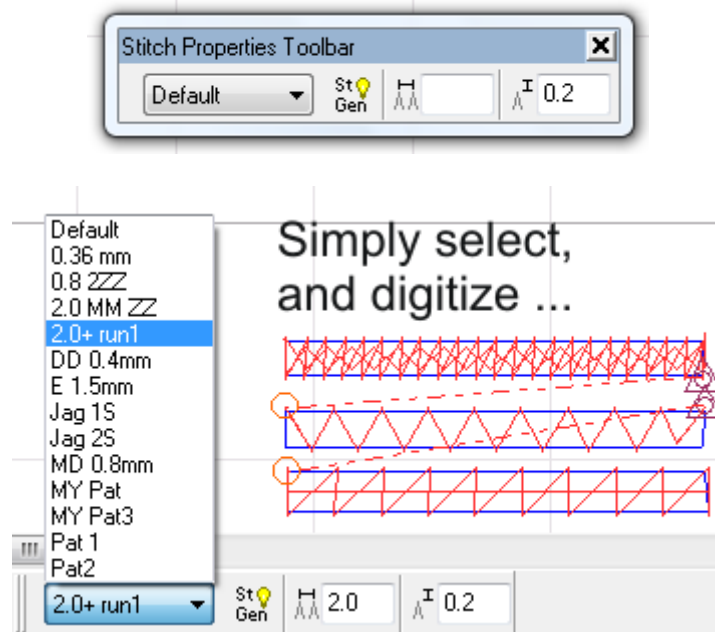 Stitch Properties Toolbar
Default St Gen 0.2
Default
0.36 mm
0.8 ZZZ
2.0 MM ZZ
2.0+ run1
DD 0.4mm
E 1.5mm
Jag 1S
Jag 2S
MD 0.8mm
MY Pat
MY Pat3
Pat 1
Pat2
Simply select,
and digitize ...
2.0+ run1 St Gen 2.0 0.2